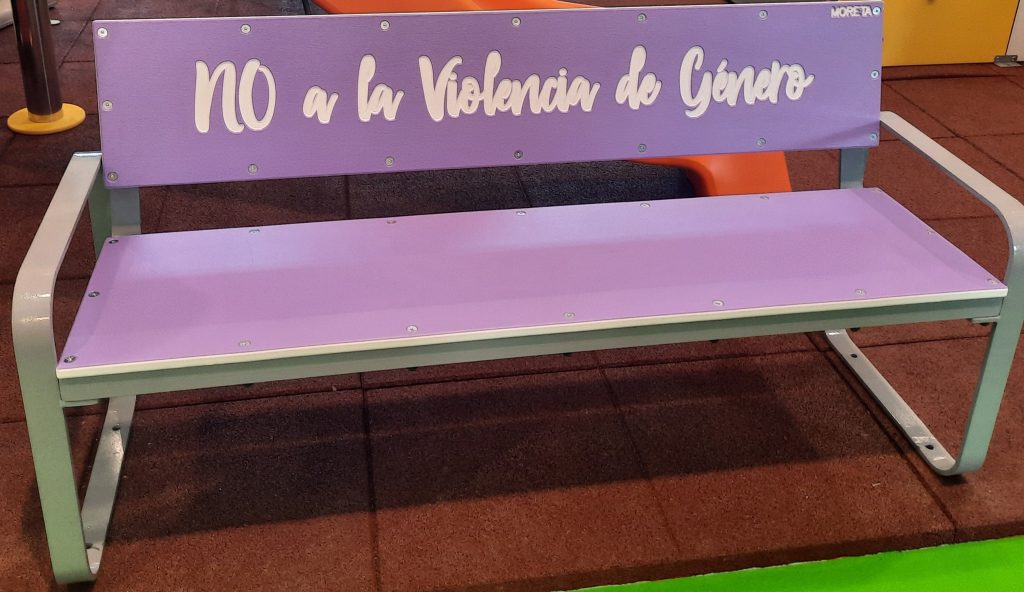 MORETA
NO a la Violencia de Género